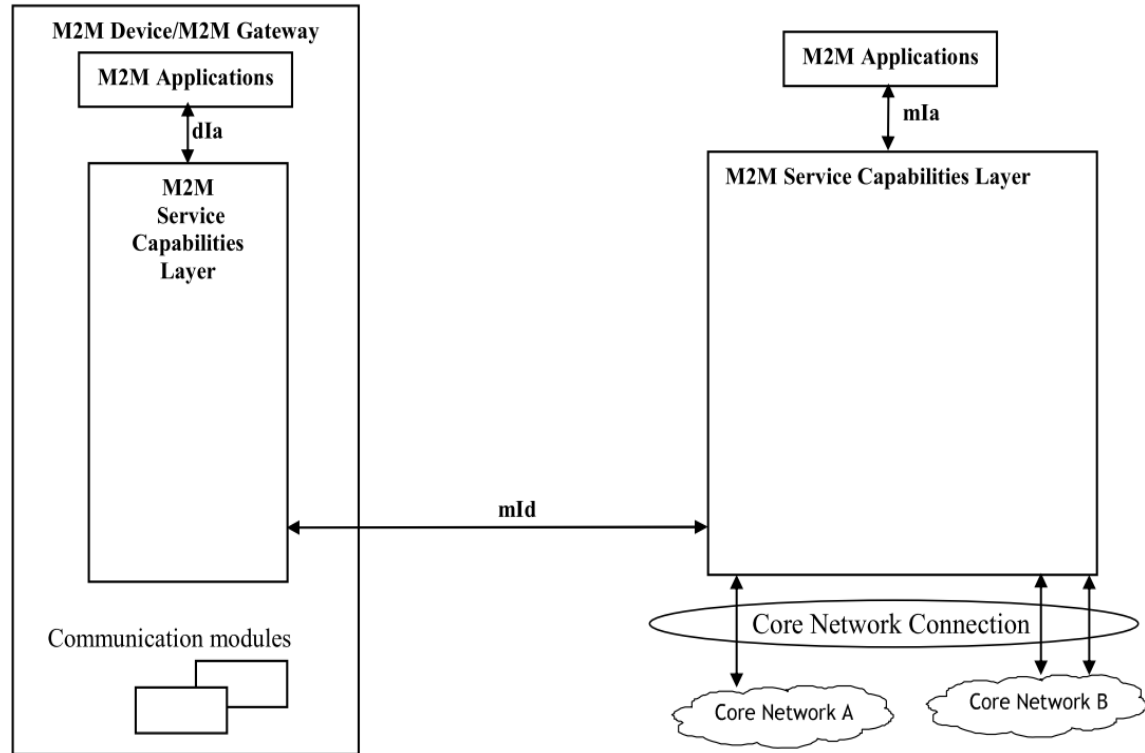 M2M Device/M2M Gateway
M2M Applications
dIa
M2M
Service
Capabilities
Layer
Communication modules
mId
M2M Applications
mIa
M2M Service Capabilities Layer
Core Network Connection
Core Network A
Core Network B